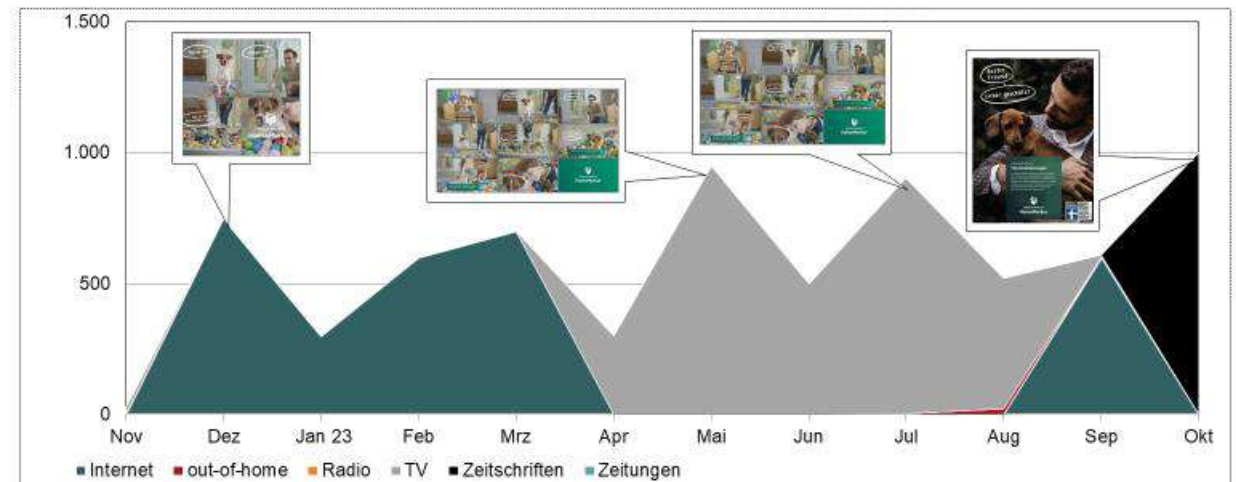 1.500
1.000
500
0
Nov Dez Jan 23 Feb Mrz Apr Mai Jun Jul Aug Sep Okt
Internet out-of-home Radio TV Zeitschriften Zeitungen